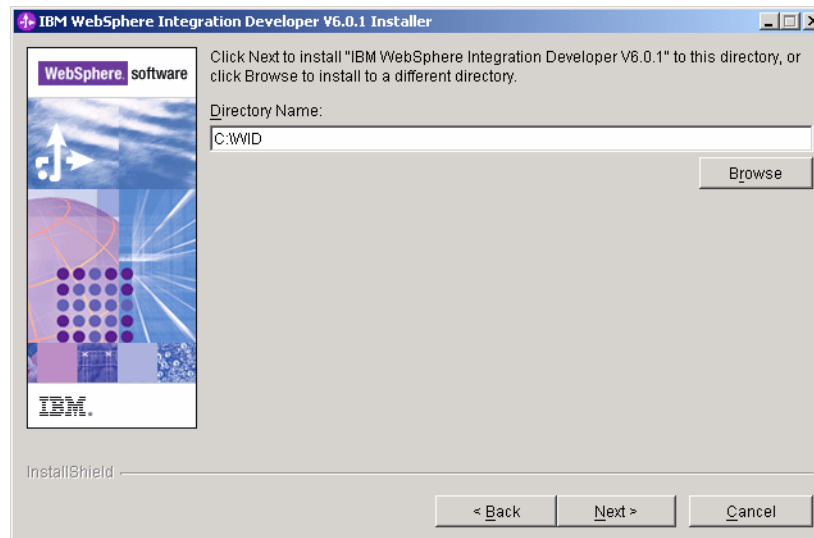 IBM WebSphere Integration Developer V6.0.1 Installer
WebSphere. software
Click Next to install "IBM WebSphere Integration Developer V6.0.1" to this directory, or
click Browse to install to a different directory.
Directory Name:
C:\WID
Browse
IBM.
InstallShield
< Back
Next >
Cancel